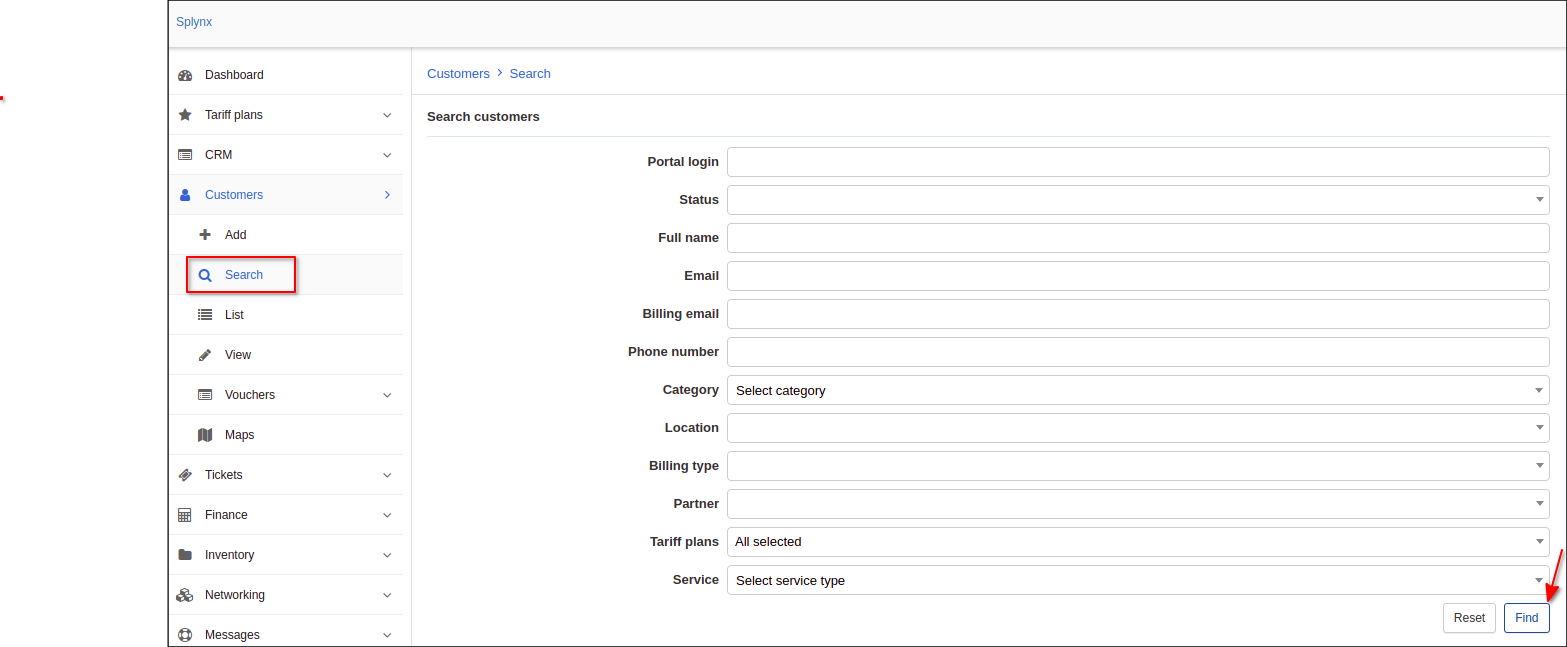 Splynx
Dashboard
Tariff plans
CRM
Customers
Add
Search
List
View
Vouchers
Maps
Tickets
Finance
Inventory
Networking
Messages
Customers > Search
Search customers
Portal login
Status
Full name
Email
Billing email
Phone number
Category Select category
Location
Billing type
Partner
Tariff plans All selected
Service Select service type
Reset Find